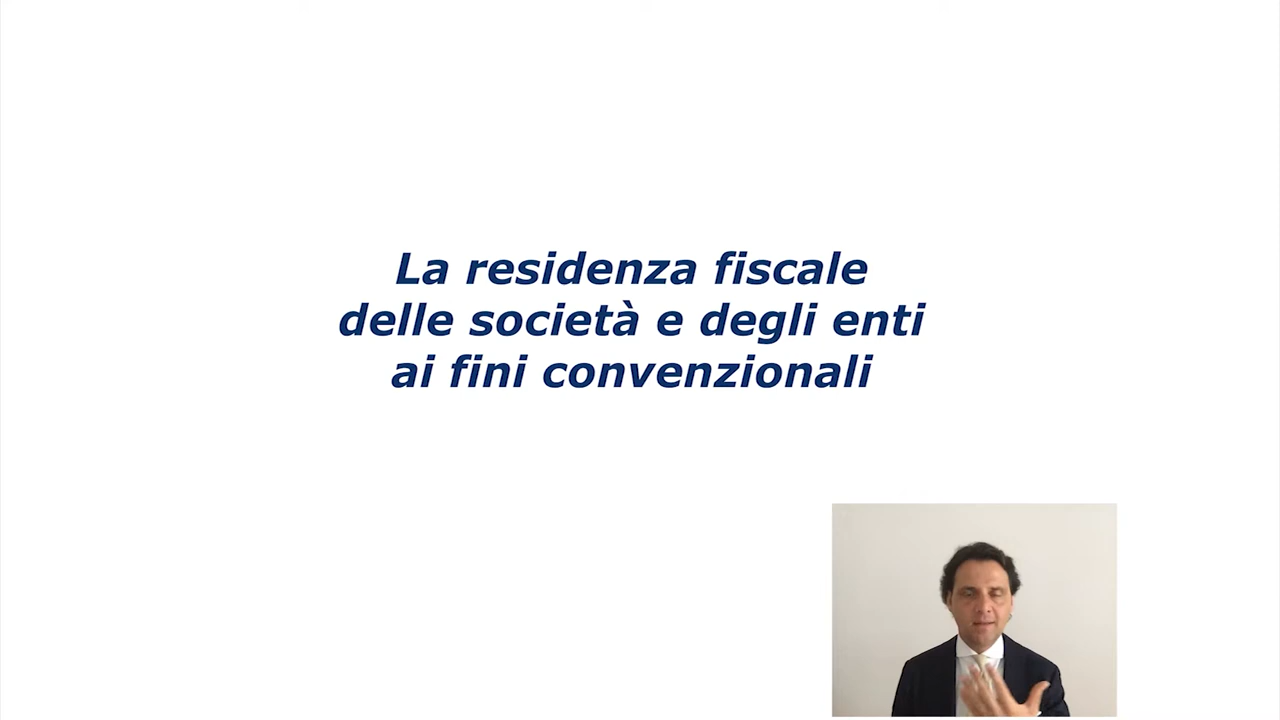 La residenza fiscale
delle società e degli enti
ai fini convenzionali